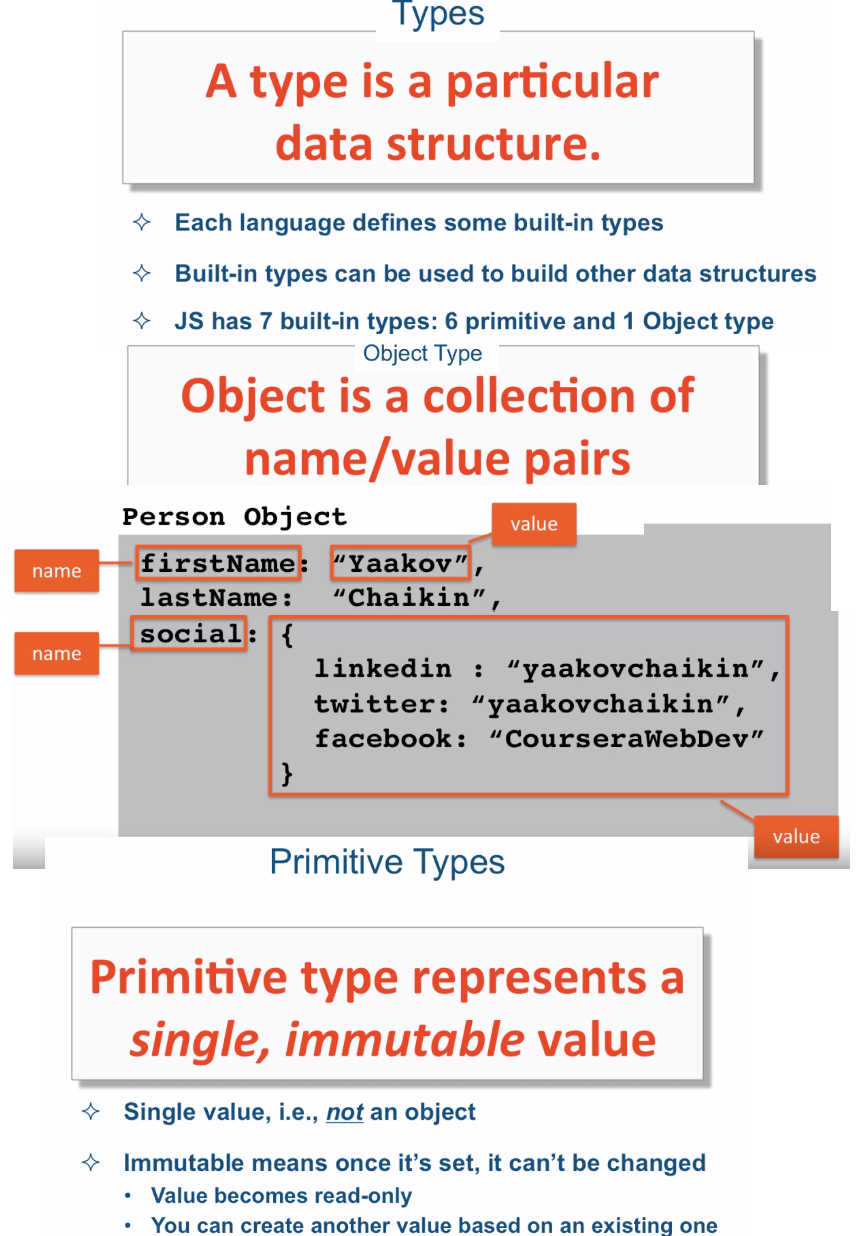 Types
A type is a particular
data structure.
✧ Each language defines some built-in types
✧ Built-in types can be used to build other data structures
✧ JS has 7 built-in types: 6 primitive and 1 Object type
Object Type
Object is a collection of
name/value pairs
Person Object
value
name
firstName: “Yaakov”,
lastName: “Chaikin”,
name
social: {
linkedin : “yaakovchaikin”,
twitter: “yaakovchaikin”,
facebook: “CourseraWebDev”
}
value
Primitive Types
Primitive type represents a
single, immutable value
✧ Single value, i.e., not an object
✧ Immutable means once it’s set, it can’t be changed
• Value becomes read-only
• You can create another value based on an existing one